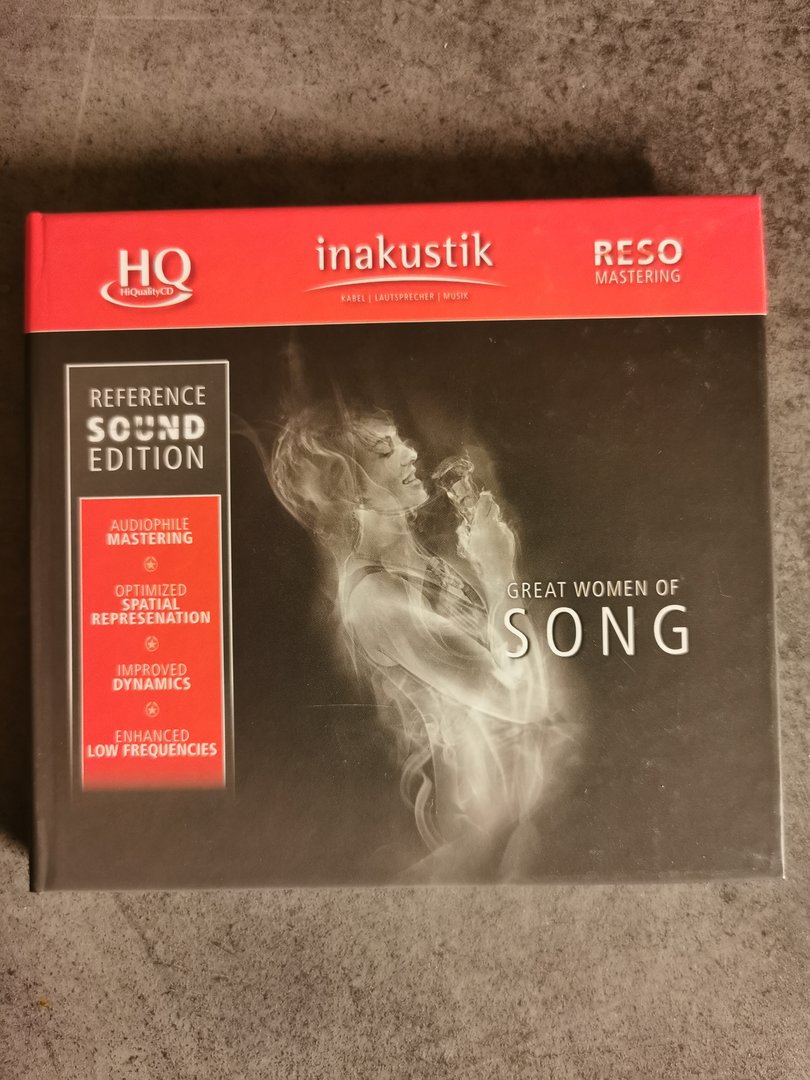 HQ
HiQualityCD
inakustik
KABEL | LAUTSPRECHER | MUSIK
RESO
MASTERING
REFERENCE
SOUND
EDITION
AUDIOPHILE
MASTERING
OPTIMIZED
SPATIAL
REPRESENATION
IMPROVED
DYNAMICS
ENHANCED
LOW FREQUENCIES
GREAT WOMEN OF
SONG